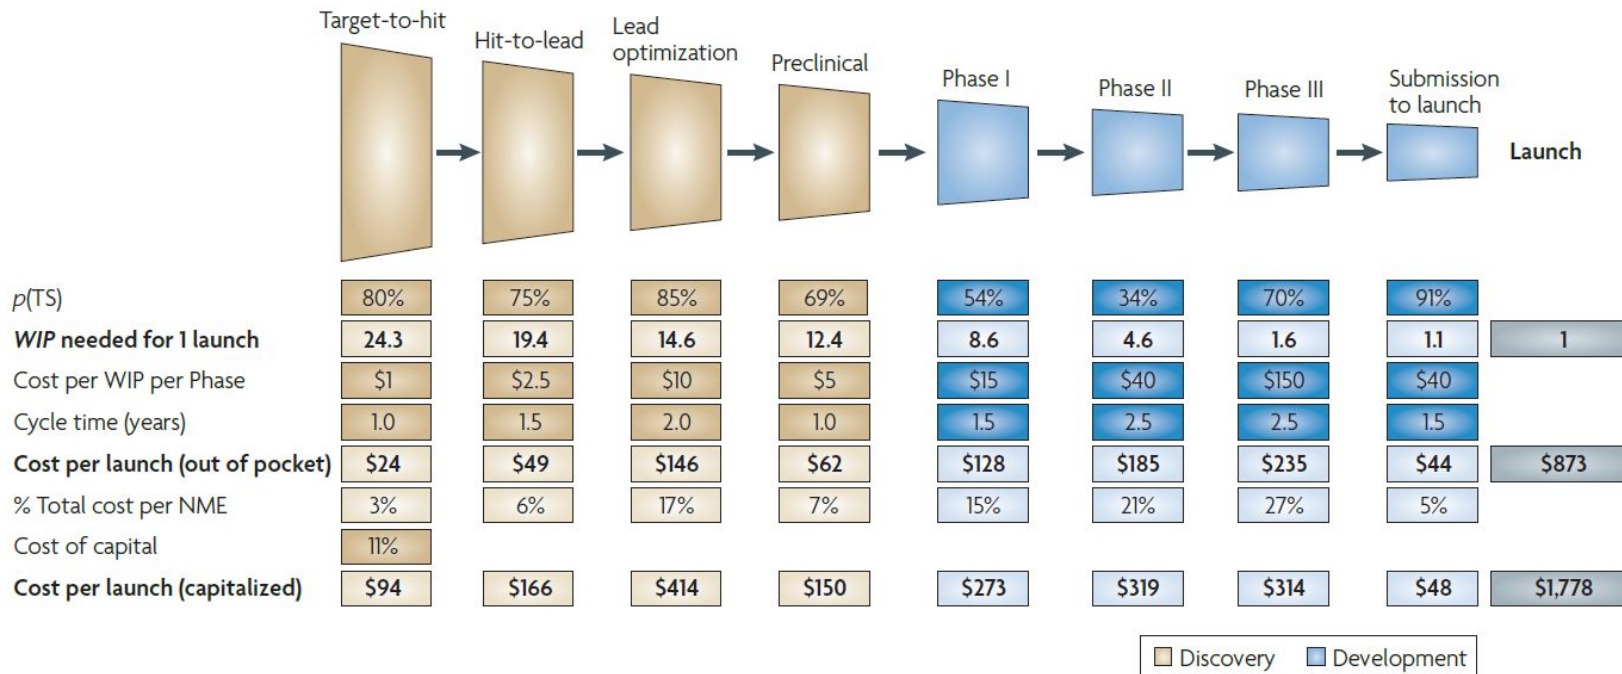 Target-to-hit
Hit-to-lead
Lead
optimization
Preclinical
Phase I
Phase II
Phase III
Submission
to launch
Launch
p(TS) 80% 75% 85% 69% 54% 34% 70% 91%
WIP needed for 1 launch 24.3 19.4 14.6 12.4 8.6 4.6 1.6 1.1 1
Cost per WIP per Phase $1 $2.5 $10 $5 $15 $40 $150 $40
Cycle time (years) 1.0 1.5 2.0 1.0 1.5 2.5 2.5 1.5
Cost per launch (out of pocket) $24 $49 $146 $62 $128 $185 $235 $44 $873
% Total cost per NME 3% 6% 17% 7% 15% 21% 27% 5%
Cost of capital 11%
Cost per launch (capitalized) $94 $166 $414 $150 $273 $319 $314 $48 $1,778
Discovery Development